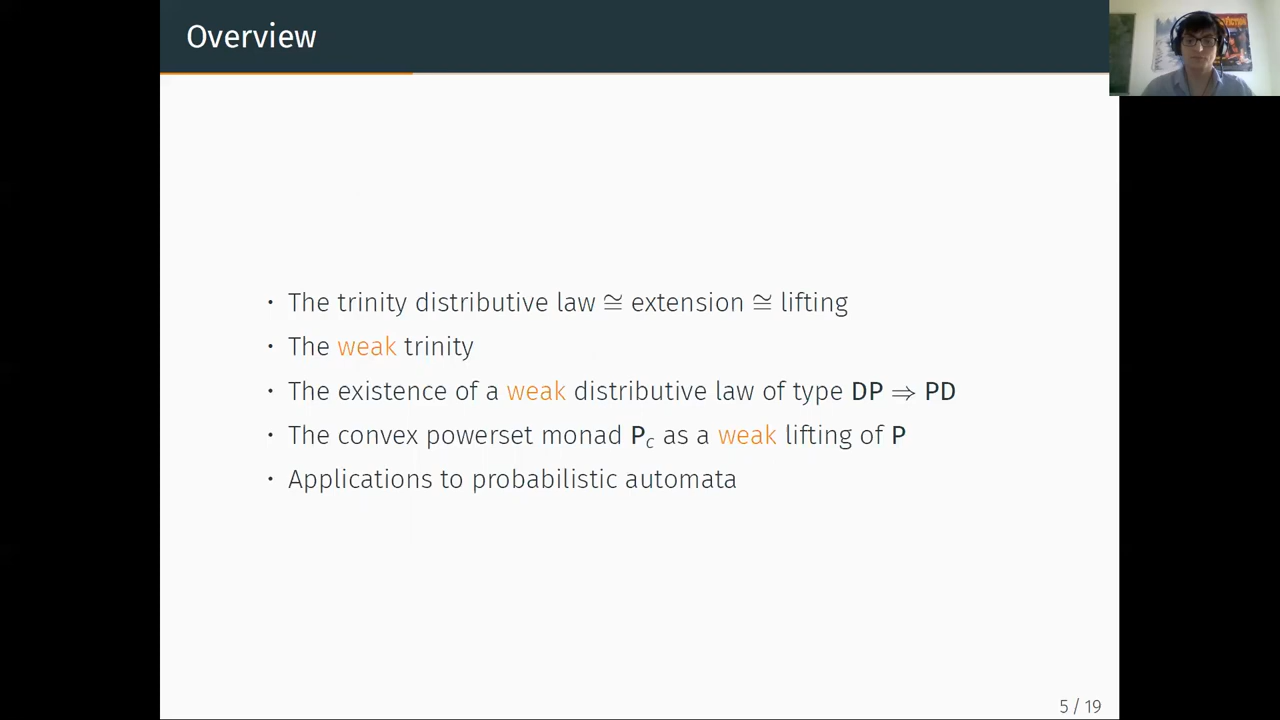 Overview
• The trinity distributive law ≅ extension ≅ lifting
• The weak trinity
• The existence of a weak distributive law of type DP ⇒ PD
• The convex powerset monad P_c as a weak lifting of P
• Applications to probabilistic automata
5 / 19